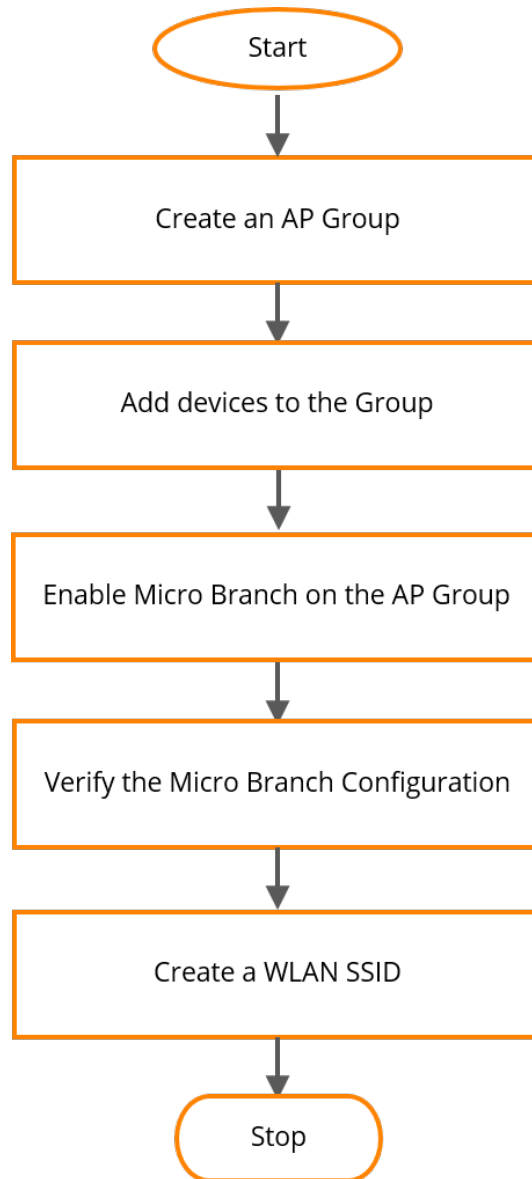 Start
Create an AP Group
Add devices to the Group
Enable Micro Branch on the AP Group
Verify the Micro Branch Configuration
Create a WLAN SSID
Stop